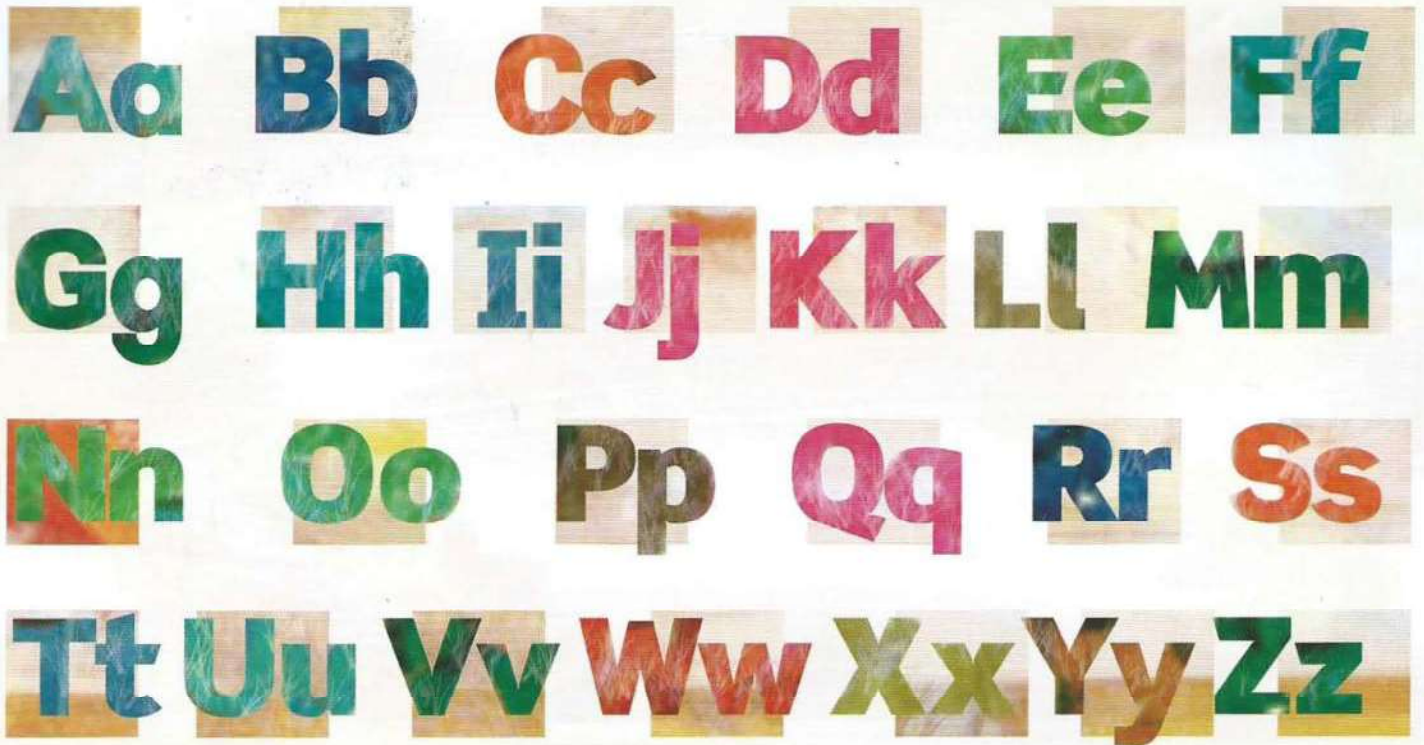 Aa Bb Cc Dd Ee Ff
Gg Hh Ii Jj Kk Ll Mm
Nn Oo Pp Qq Rr Ss
Tt Uu Vv Ww Xx Yy Zz